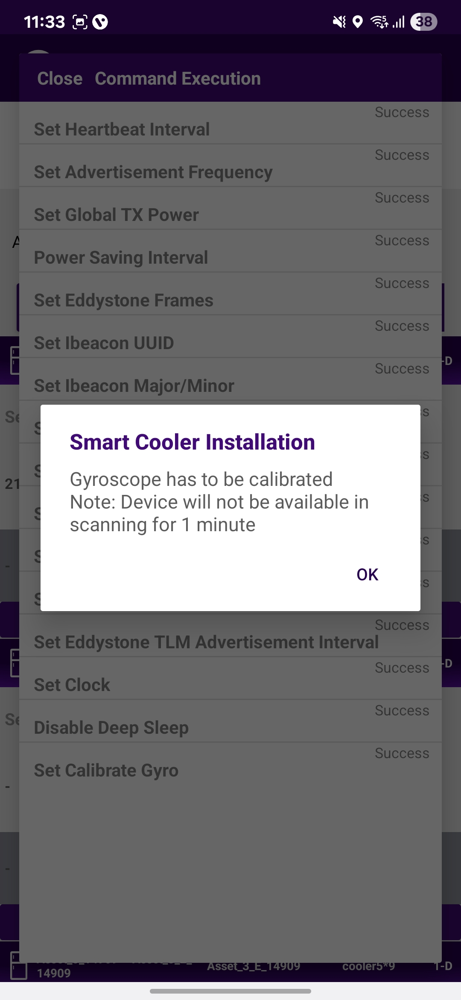 11:33
5
38
Close Command Execution
Success
Set Heartbeat Interval
Success
Set Advertisement Frequency
Success
Set Global TX Power
Success
Power Saving Interval
Success
Set Eddystone Frames
Success
Set Ibeacon UUID
-D
Success
Set Ibeacon Major/Minor
Smart Cooler Installation
Gyroscope has to be calibrated
Note: Device will not be available in
scanning for 1 minute
OK
21
-
Success
Set Eddystone TLM Advertisement Interval
-D
Success
Set Clock
Success
Disable Deep Sleep
Success
Set Calibrate Gyro
-
-
Asset_3_E_14909 cooler5*9 1-D
14909